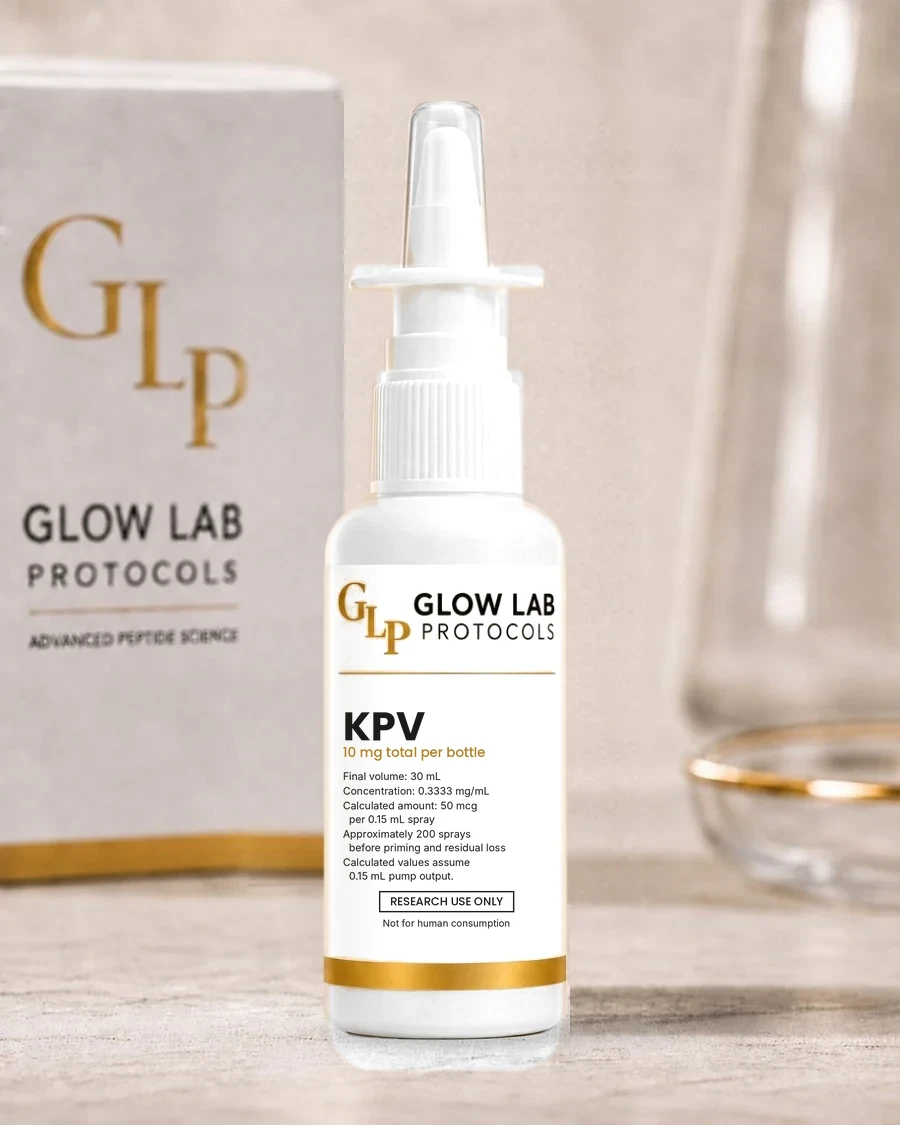 GLP
GLOW LAB
PROTOCOLS
ADVANCED PEPTIDE SCIENCE
GLP
GLOW LAB
PROTOCOLS
KPV
10 mg total per bottle
Final volume: 30 mL
Concentration: 0.3333 mg/mL
Calculated amount: 50 mcg
per 0.15 mL spray
Approximately 200 sprays
before priming and residual loss
Calculated values assume
0.15 mL pump output.
RESEARCH USE ONLY
Not for human consumption